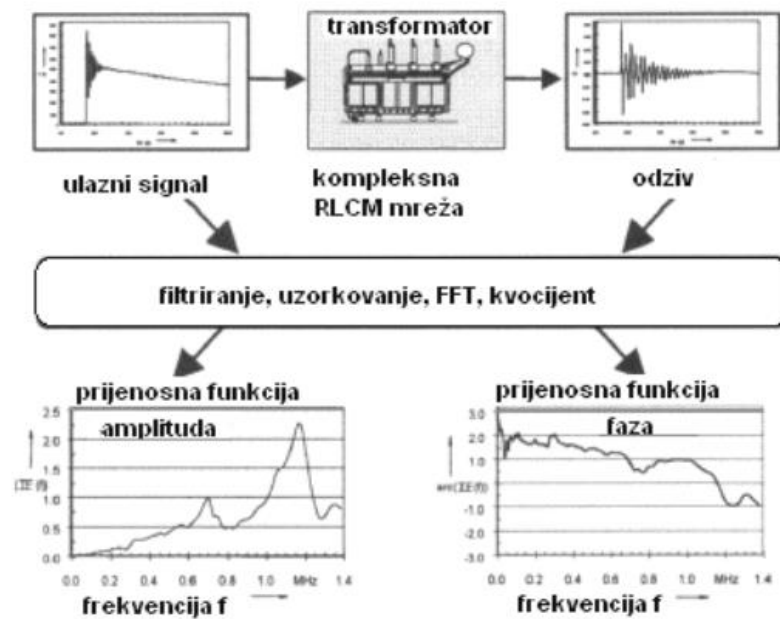 transformator
ulazni signal
kompleksna
RLCM mreža
odziv
filtriranje, uzorkovanje, FFT, kvocijent
prijenosna funkcija
amplituda
2.5
2.0
1.5
1.0
0.5
0.0
0.0 0.2 0.4 0.6 0.8 1.0 MHz 1.4
frekvencija f
prijenosna funkcija
faza
3.0
2.0
1.0
0.0
-1.0
-2.0
-3.0
0.0 0.2 0.4 0.6 0.8 1.0 MHz 1.4
frekvencija f